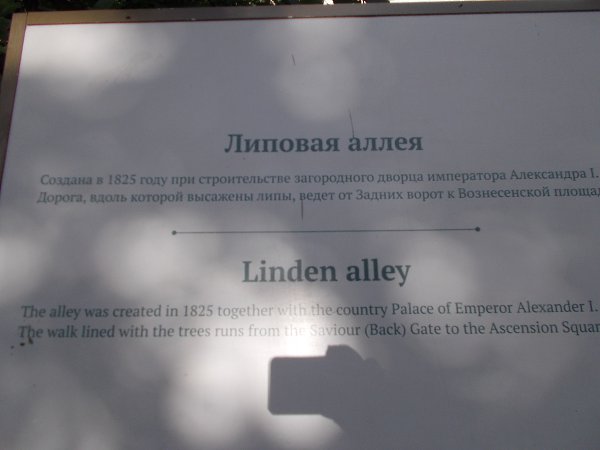 Липовая аллея
Создана в 1825 году при строительстве загородного дворца императора Александра I.
Дорога, вдоль которой высажены липы, ведет от Задних ворот к Вознесенской
Linden alley
The alley was created in 1825 together with the country Palace of Emperor Alexander I.
The walk lined with the trees runs from the Saviour (Back) Gate to the Ascension